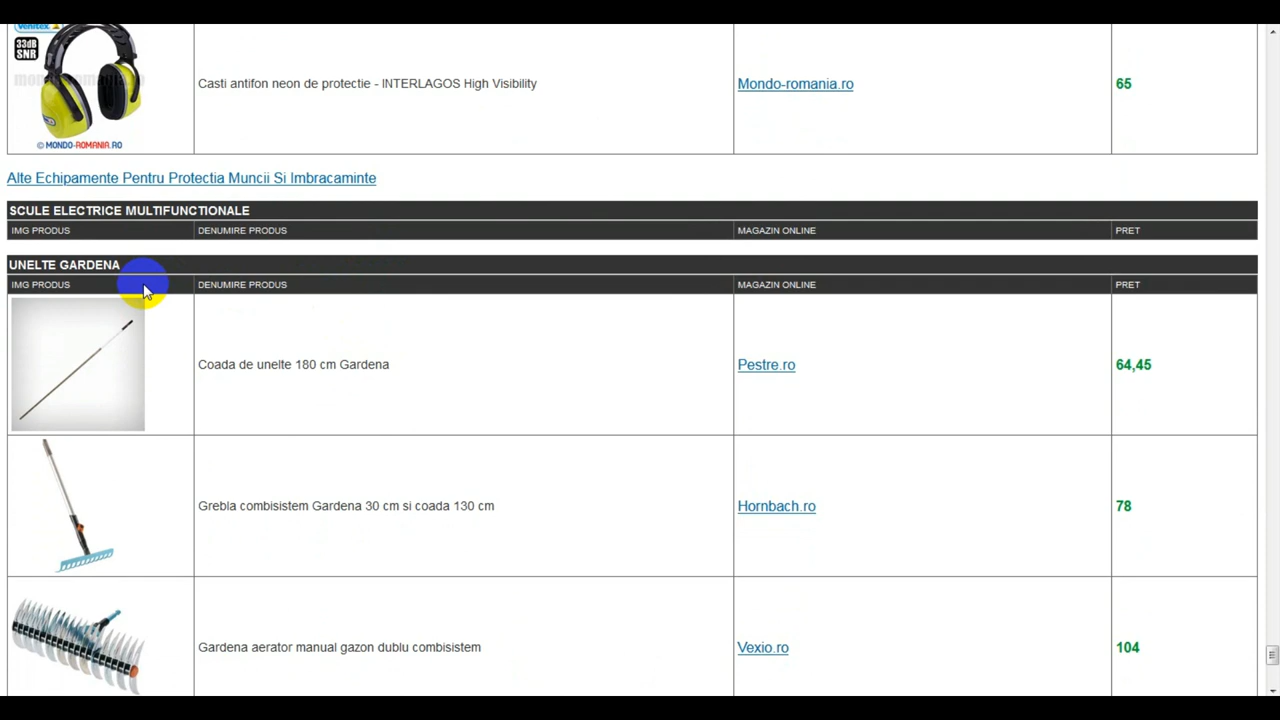 Venitex
33dB
SNR
Casti antifon neon de protectie - INTERLAGOS High Visibility
Mondo-romania.ro
65
© MONDO-ROMANIA.RO
Alte Echipamente Pentru Protectia Muncii Si Imbracaminte
SCULE ELECTRICE MULTIFUNCTIONALE
IMG PRODUS DENUMIRE PRODUS MAGAZIN ONLINE PRET
UNELTE GARDENA
IMG PRODUS DENUMIRE PRODUS MAGAZIN ONLINE PRET
Coada de unelte 180 cm Gardena Pestre.ro 64,45
Grebla combisistem Gardena 30 cm si coada 130 cm Hornbach.ro 78
Gardena aerator manual gazon dublu combisistem Vexio.ro 104